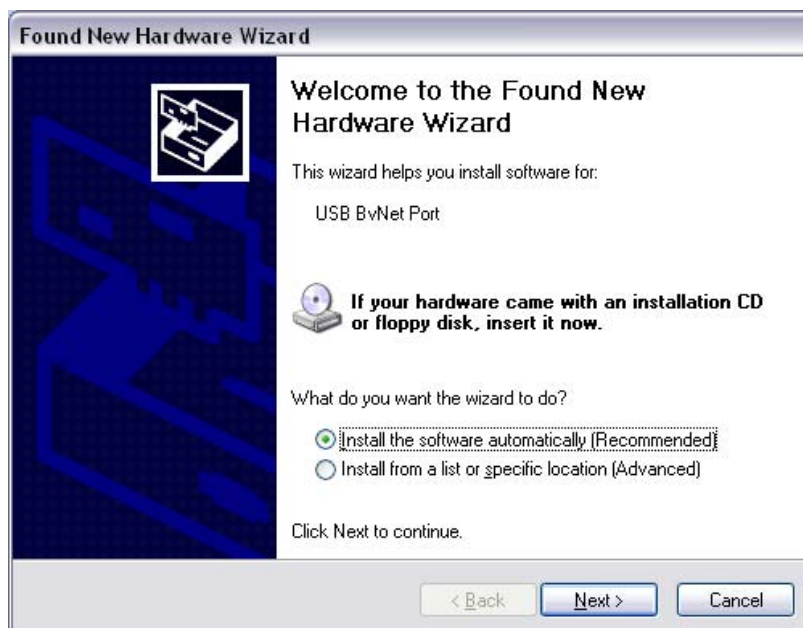 Found New Hardware Wizard
Welcome to the Found New
Hardware Wizard
This wizard helps you install software for:
USB BvNet Port
If your hardware came with an installation CD
or floppy disk, insert it now.
What do you want the wizard to do?
Install the software automatically (Recommended)
Install from a list or specific location (Advanced)
Click Next to continue.
< Back Next > Cancel